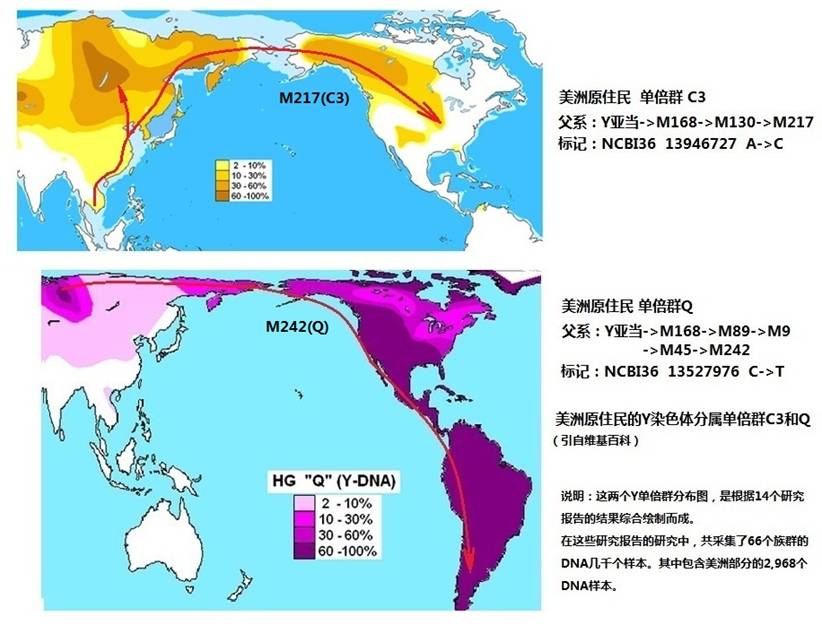 M217(C3)
2 - 10%
10 - 30%
30 - 60%
60 -100%
美洲原住民 单倍群 C3
父系：Y亚当->M168->M130->M217
标记：NCBI36 13946727 A->C
M242(Q)
HG "Q" (Y-DNA)
2 - 10%
10 - 30%
30 - 60%
60 -100%
美洲原住民 单倍群Q
父系：Y亚当->M168->M89->M9
->M45->M242
标记：NCBI36 13527976 C->T
美洲原住民的Y染色体分属单倍群C3和Q
（引自维基百科）
说明：这两个Y单倍群分布图，是根据14个研究
报告的结果综合绘制而成。
在这些研究报告的研究中，共采集了66个族群的
DNA几千个样本。其中包含美洲部分的2,968个
DNA样本。